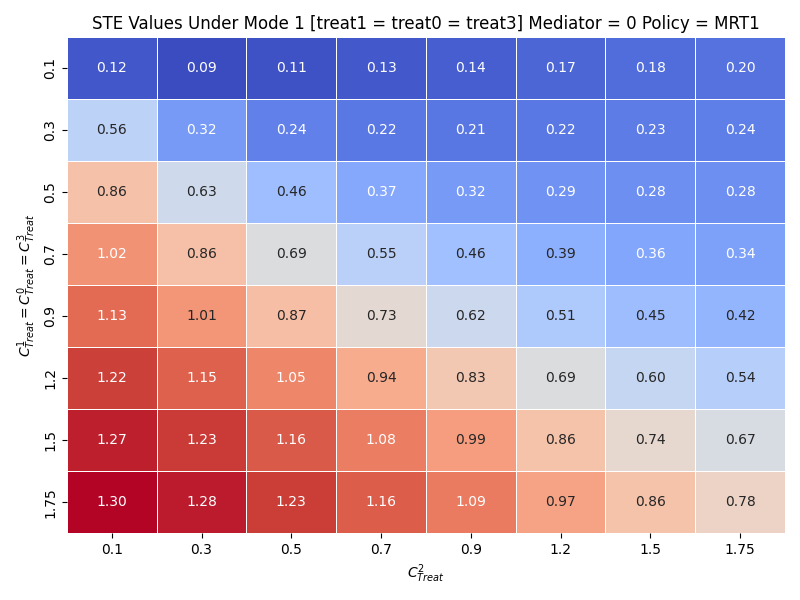 STE Values Under Mode 1 [treat1 = treat0 = treat3] Mediator = 0 Policy = MRT1
0.1 0.12 0.09 0.11 0.13 0.14 0.17 0.18 0.20
0.3 0.56 0.32 0.24 0.22 0.21 0.22 0.23 0.24
0.5 0.86 0.63 0.46 0.37 0.32 0.29 0.28 0.28
0.7 1.02 0.86 0.69 0.55 0.46 0.39 0.36 0.34
0.9 1.13 1.01 0.87 0.73 0.62 0.51 0.45 0.42
1.2 1.22 1.15 1.05 0.94 0.83 0.69 0.60 0.54
1.5 1.27 1.23 1.16 1.08 0.99 0.86 0.74 0.67
1.75 1.30 1.28 1.23 1.16 1.09 0.97 0.86 0.78
0.1 0.3 0.5 0.7 0.9 1.2 1.5 1.75
$C^{2}_{Treat}$
$C^{1}_{Treat} = C^{0}_{Treat} = C^{3}_{Treat}$